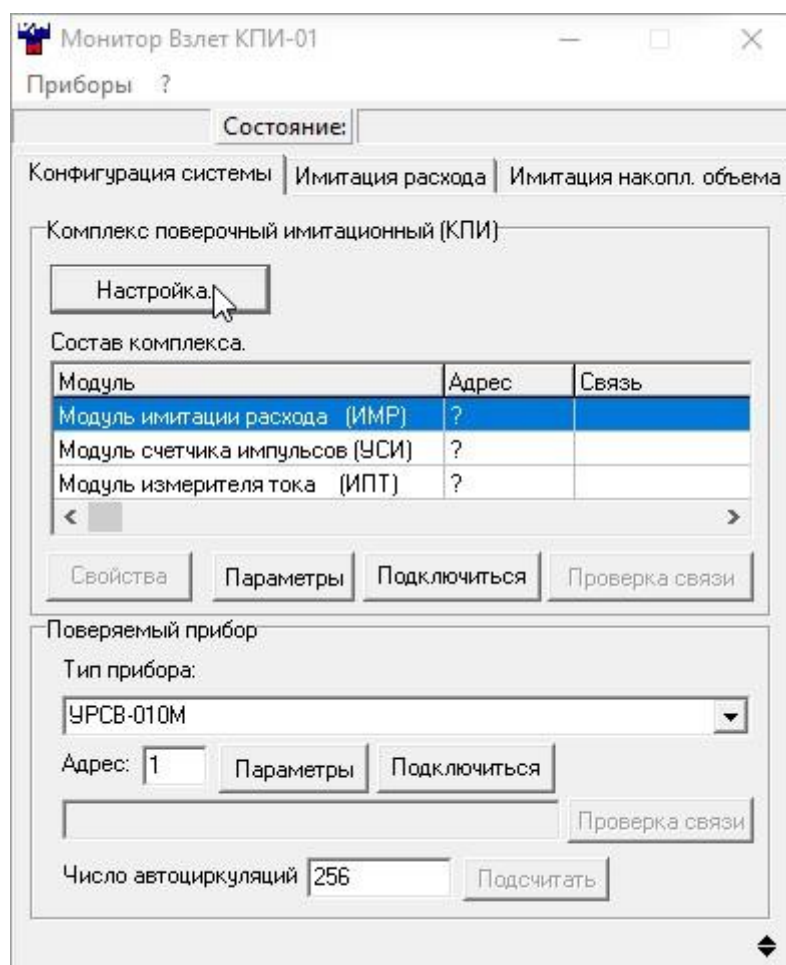 Монитор Взлет КПИ-01
Приборы ?
Состояние:
Конфигурация системы Имитация расхода Имитация накопл. объема
Комплекс поверочный имитационный (КПИ)
Настройка.
Состав комплекса.
Модуль Адрес Связь
Модуль имитации расхода (ИМР) ?
Модуль счетчика импульсов (УСИ) ?
Модуль измерителя тока (ИПТ) ?
Свойства Параметры Подключиться Проверка связи
Поверяемый прибор
Тип прибора:
УРСВ-010М
Адрес: 1 Параметры Подключиться
Проверка связи
Число автоциркуляций 256 Подсчитать